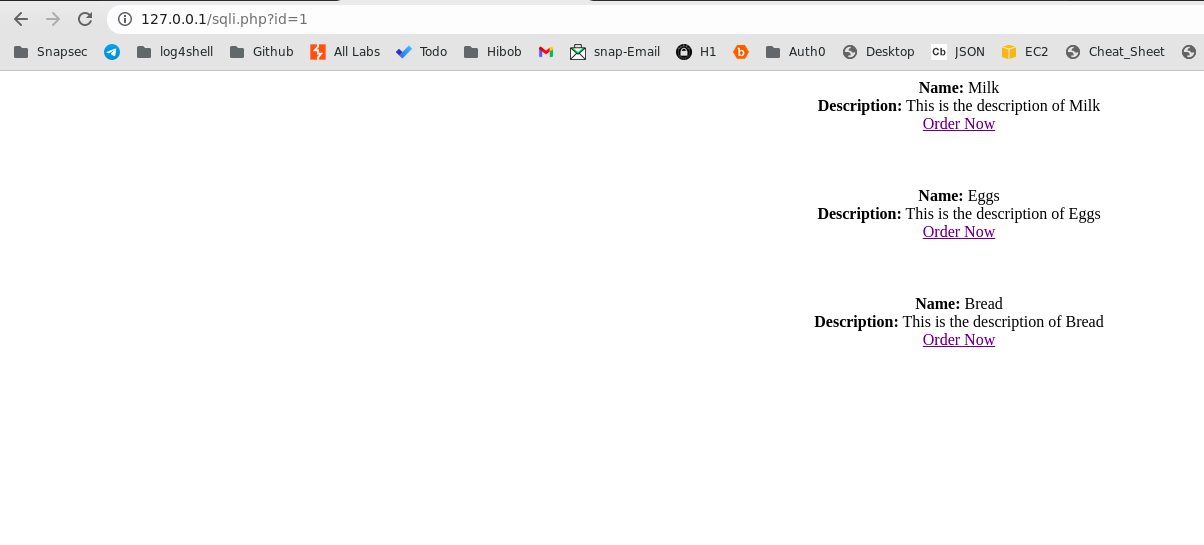 127.0.0.1/sqli.php?id=1
Snapsec log4shell Github All Labs Todo Hibob snap-Email H1 Auth0 Desktop Cb JSON EC2 Cheat_Sheet
Name: Milk
Description: This is the description of Milk
Order Now
Name: Eggs
Description: This is the description of Eggs
Order Now
Name: Bread
Description: This is the description of Bread
Order Now